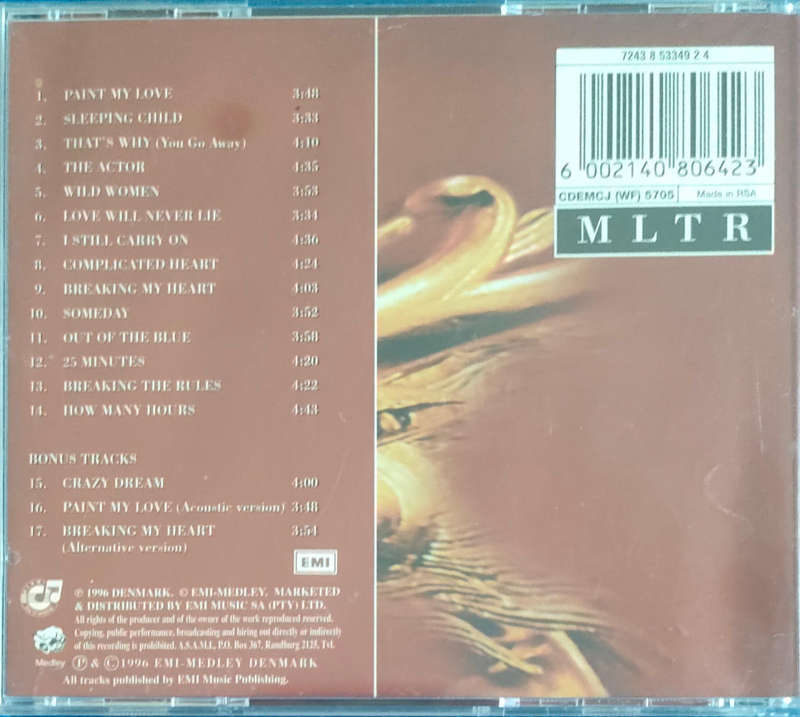 1. PAINT MY LOVE 3:48
2. SLEEPING CHILD 3:33
3. THAT'S WHY (You Go Away) 4:10
4. THE ACTOR 4:35
5. WILD WOMEN 3:53
6. LOVE WILL NEVER LIE 3:34
7. I STILL CARRY ON 4:36
8. COMPLICATED HEART 4:24
9. BREAKING MY HEART 4:03
10. SOMEDAY 3:52
11. OUT OF THE BLUE 3:58
12. 25 MINUTES 4:20
13. BREAKING THE RULES 4:22
14. HOW MANY HOURS 4:43
BONUS TRACKS
15. CRAZY DREAM 4:00
16. PAINT MY LOVE (Acoustic version) 3:48
17. BREAKING MY HEART 3:54
(Alternative version)
EMI
℗ 1996 DENMARK. © EMI-MEDLEY. MARKETED
& DISTRIBUTED BY EMI MUSIC SA (PTY) LTD.
All rights of the producer and of the owner of the work reproduced reserved.
Copying, public performance, broadcasting and hiring out directly or indirectly
of this recording is prohibited. A.S.A.M.I., P.O. Box 367, Randburg 2125, Tvl.
Medley ℗ & © 1996 EMI-MEDLEY DENMARK
All tracks published by EMI Music Publishing.
7243 8 53349 2 4
6 002140 806423
CDEMCJ (WF) 5705 Made in RSA
MLTR